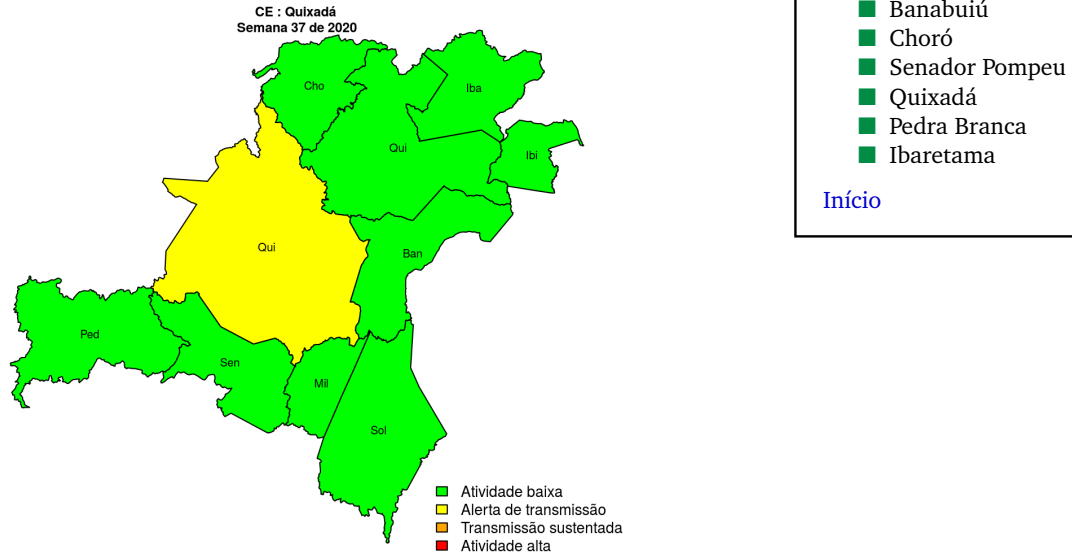 CE : Quixadá
Semana 37 de 2020
Cho
Iba
Qui
Ibi
Qui
Ban
Ped
Sen
Mil
Sol
Atividade baixa
Alerta de transmissão
Transmissão sustentada
Atividade alta
Banabuiú
Choró
Senador Pompeu
Quixadá
Pedra Branca
Ibaretama
Início